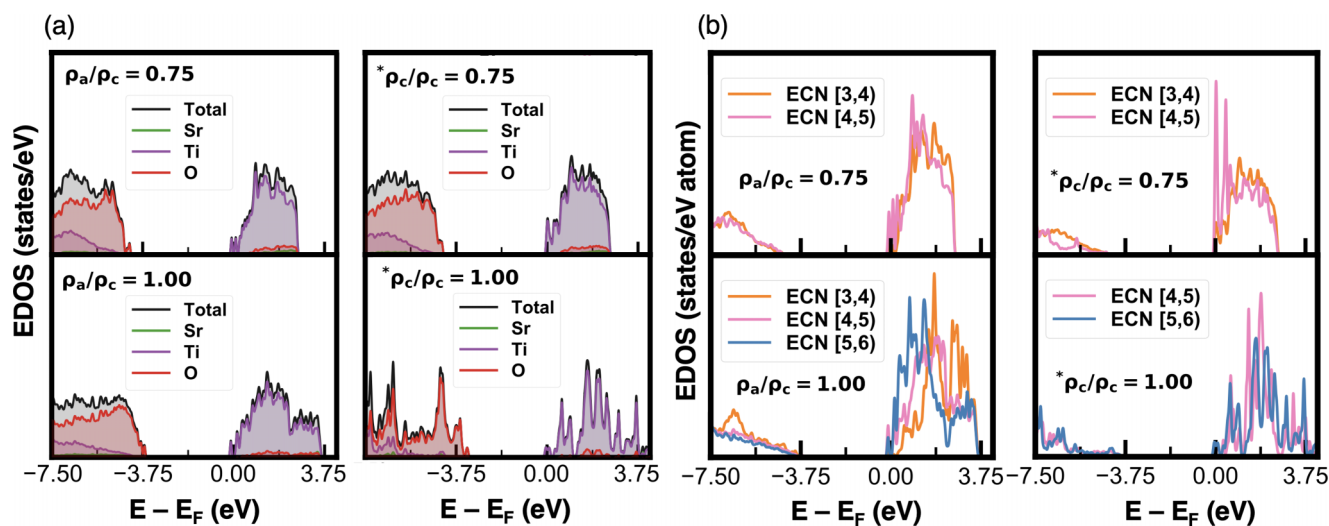 (a)
EDOS (states/eV)
ρa/ρc = 0.75
Total
Sr
Ti
O
*ρc/ρc = 0.75
Total
Sr
Ti
O
ρa/ρc = 1.00
Total
Sr
Ti
O
*ρc/ρc = 1.00
Total
Sr
Ti
O
−7.50 −3.75 0.00 3.75
−3.75 0.00 3.75
E − EF (eV)
E − EF (eV)
(b)
EDOS (states/eV atom)
ECN [3,4)
ECN [4,5)
ρa/ρc = 0.75
ECN [3,4)
ECN [4,5)
*ρc/ρc = 0.75
ECN [3,4)
ECN [4,5)
ECN [5,6)
ρa/ρc = 1.00
ECN [4,5)
ECN [5,6)
*ρc/ρc = 1.00
−7.50 −3.75 0.00 3.75
−7.50 −3.75 0.00 3.75
E − EF (eV)
E − EF (eV)